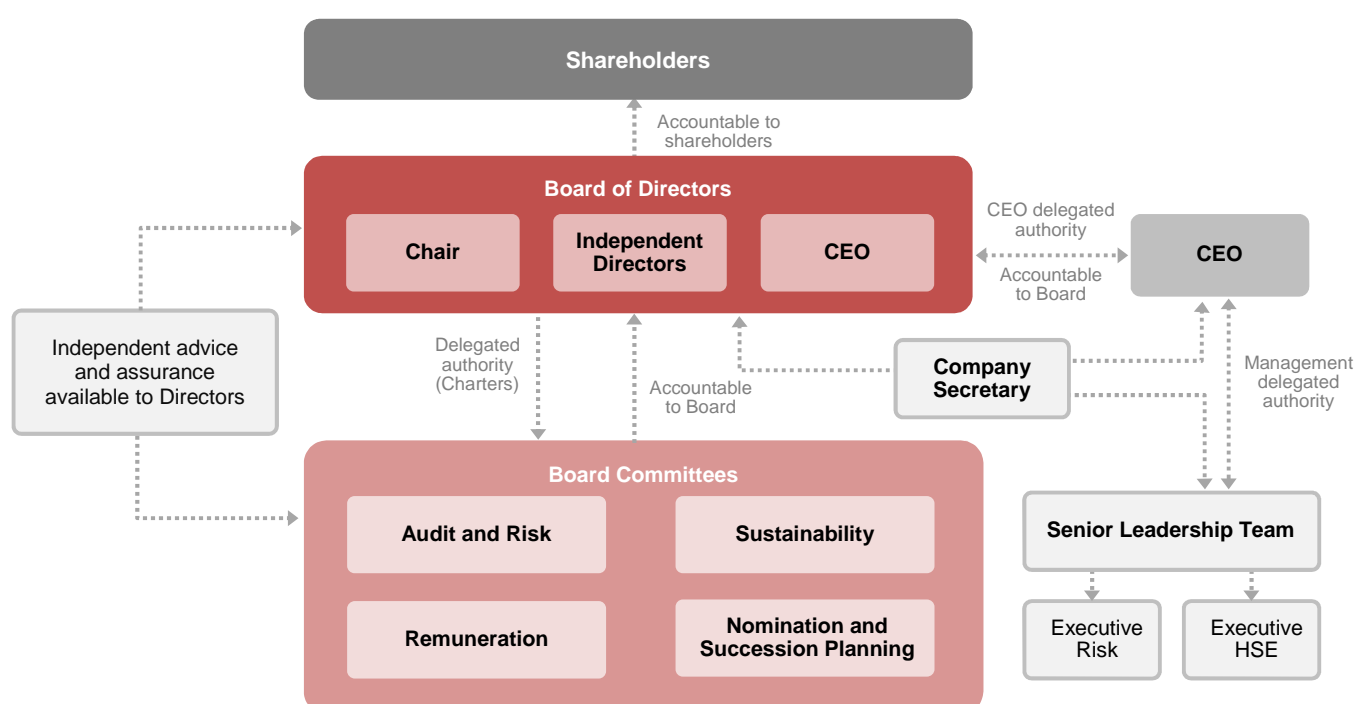 Shareholders
Accountable to
shareholders
Board of Directors
Chair
Independent
Directors
CEO
CEO delegated
authority
Accountable
to Board
CEO
Independent advice
and assurance
available to Directors
Delegated
authority
(Charters)
Accountable
to Board
Company
Secretary
Management
delegated
authority
Board Committees
Audit and Risk
Sustainability
Remuneration
Nomination and
Succession Planning
Senior Leadership Team
Executive
Risk
Executive
HSE